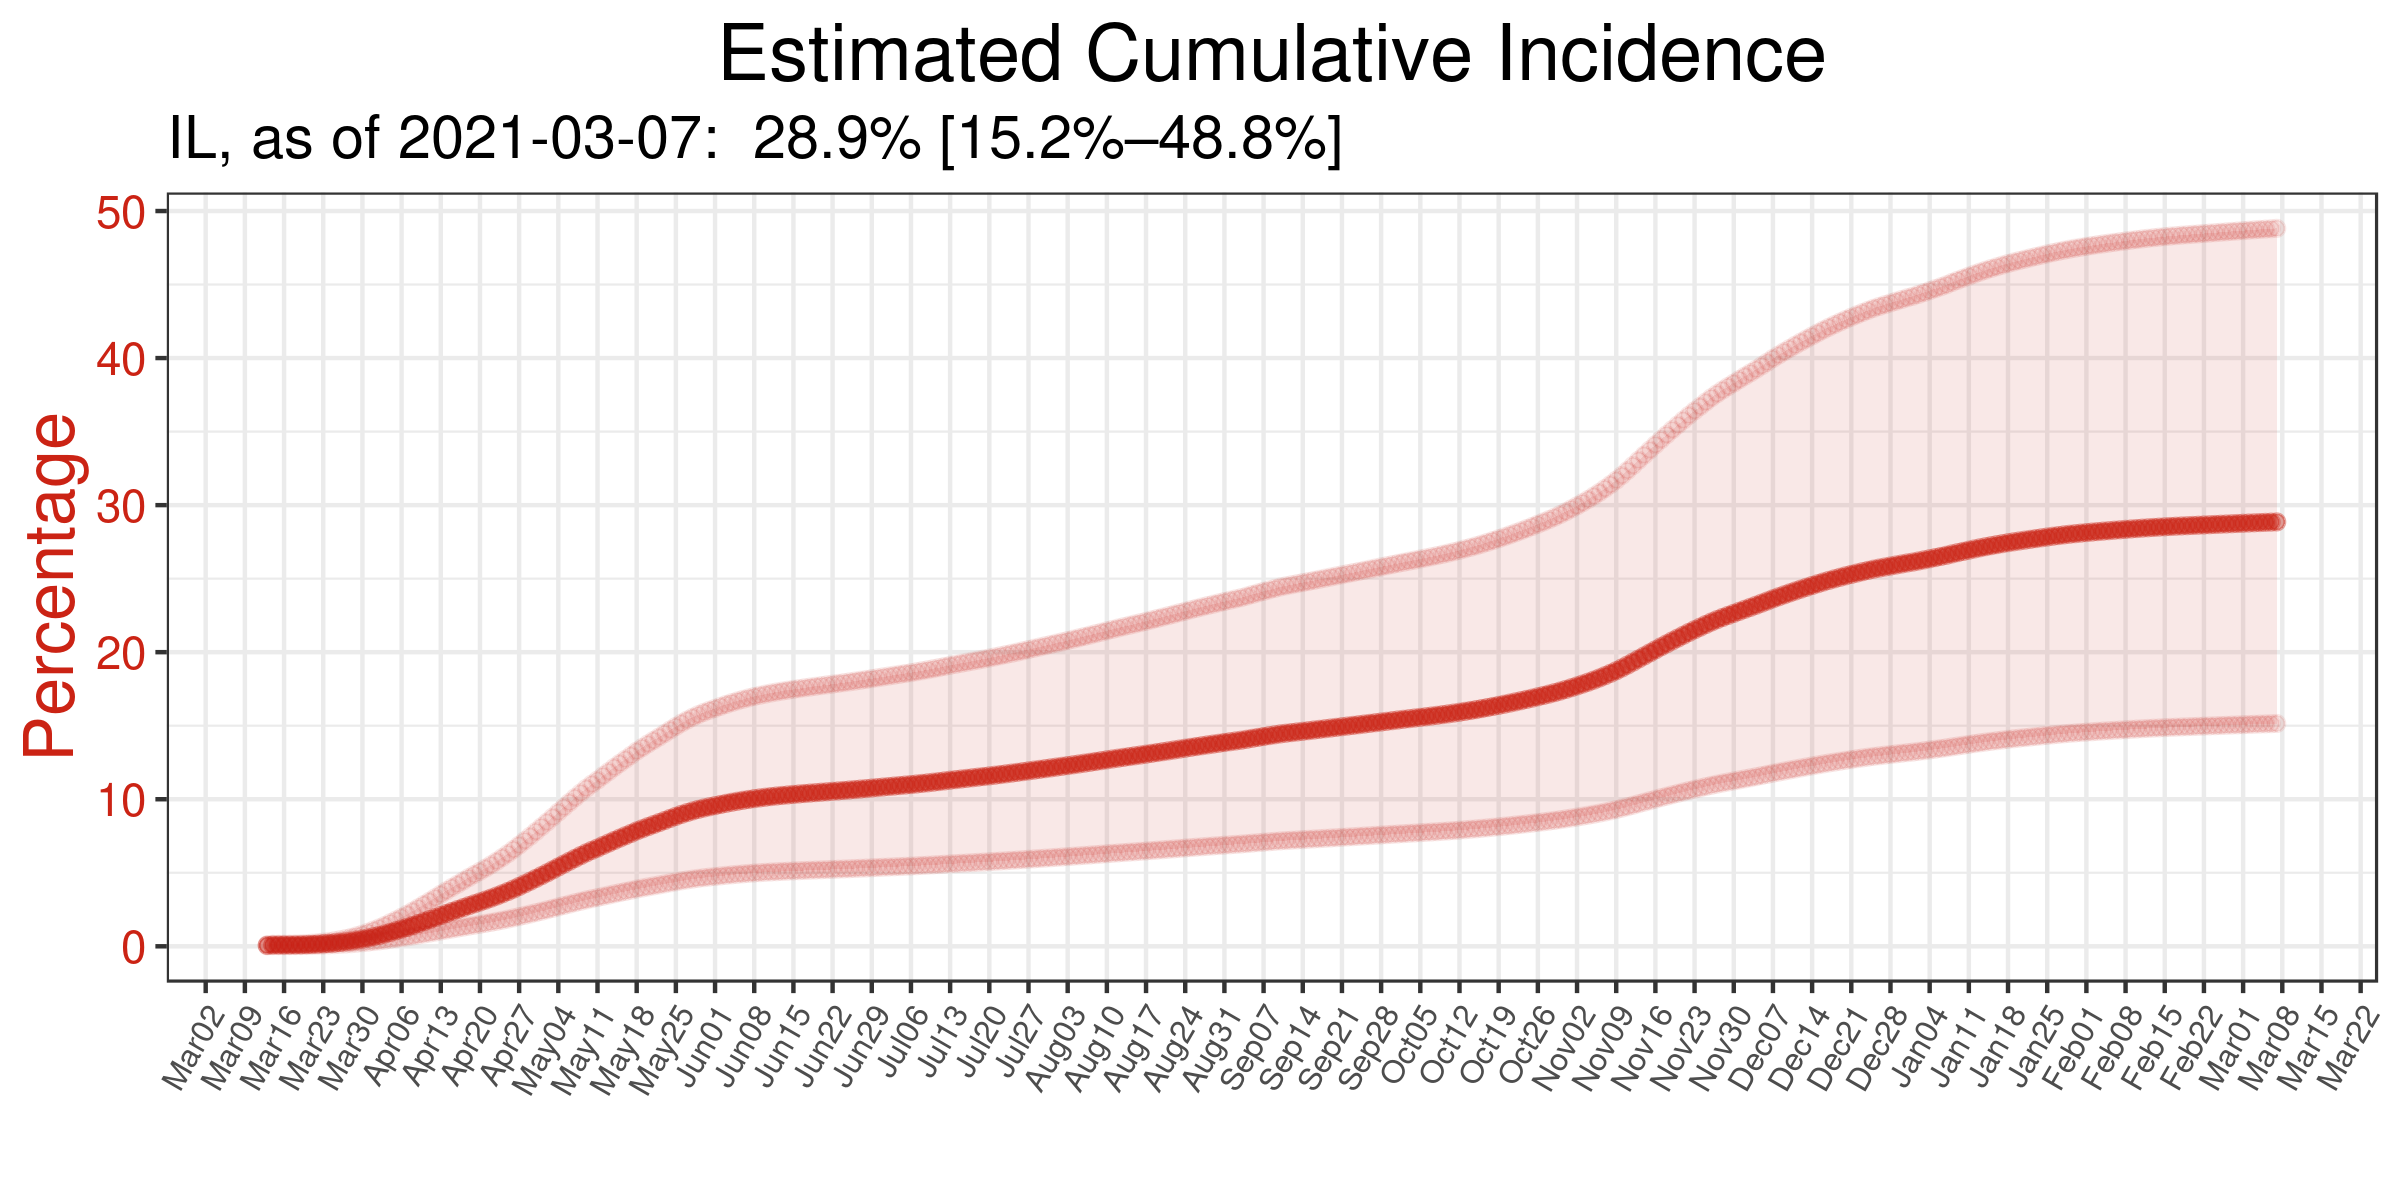 Estimated Cumulative Incidence
IL, as of 2021-03-07:  28.9% [15.2%–48.8%]
Percentage
50
40
30
20
10
0
Mar02
Mar09
Mar16
Mar23
Mar30
Apr06
Apr13
Apr20
Apr27
May04
May11
May18
May25
Jun01
Jun08
Jun15
Jun22
Jun29
Jul06
Jul13
Jul20
Jul27
Aug03
Aug10
Aug17
Aug24
Aug31
Sep07
Sep14
Sep21
Sep28
Oct05
Oct12
Oct19
Oct26
Nov02
Nov09
Nov16
Nov23
Nov30
Dec07
Dec14
Dec21
Dec28
Jan04
Jan11
Jan18
Jan25
Feb01
Feb08
Feb15
Feb22
Mar01
Mar08
Mar15
Mar22